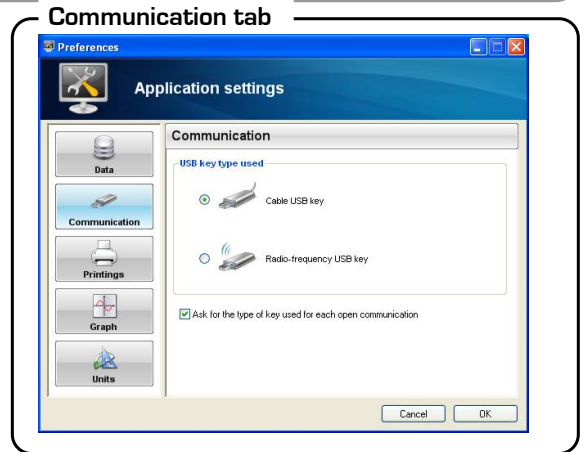 Communication tab
Preferences
Application settings
Data
Communication
Printings
Graph
Units
Communication
USB key type used
Cable USB key
Radio-frequency USB key
Ask for the type of key used for each open communication
Cancel
OK